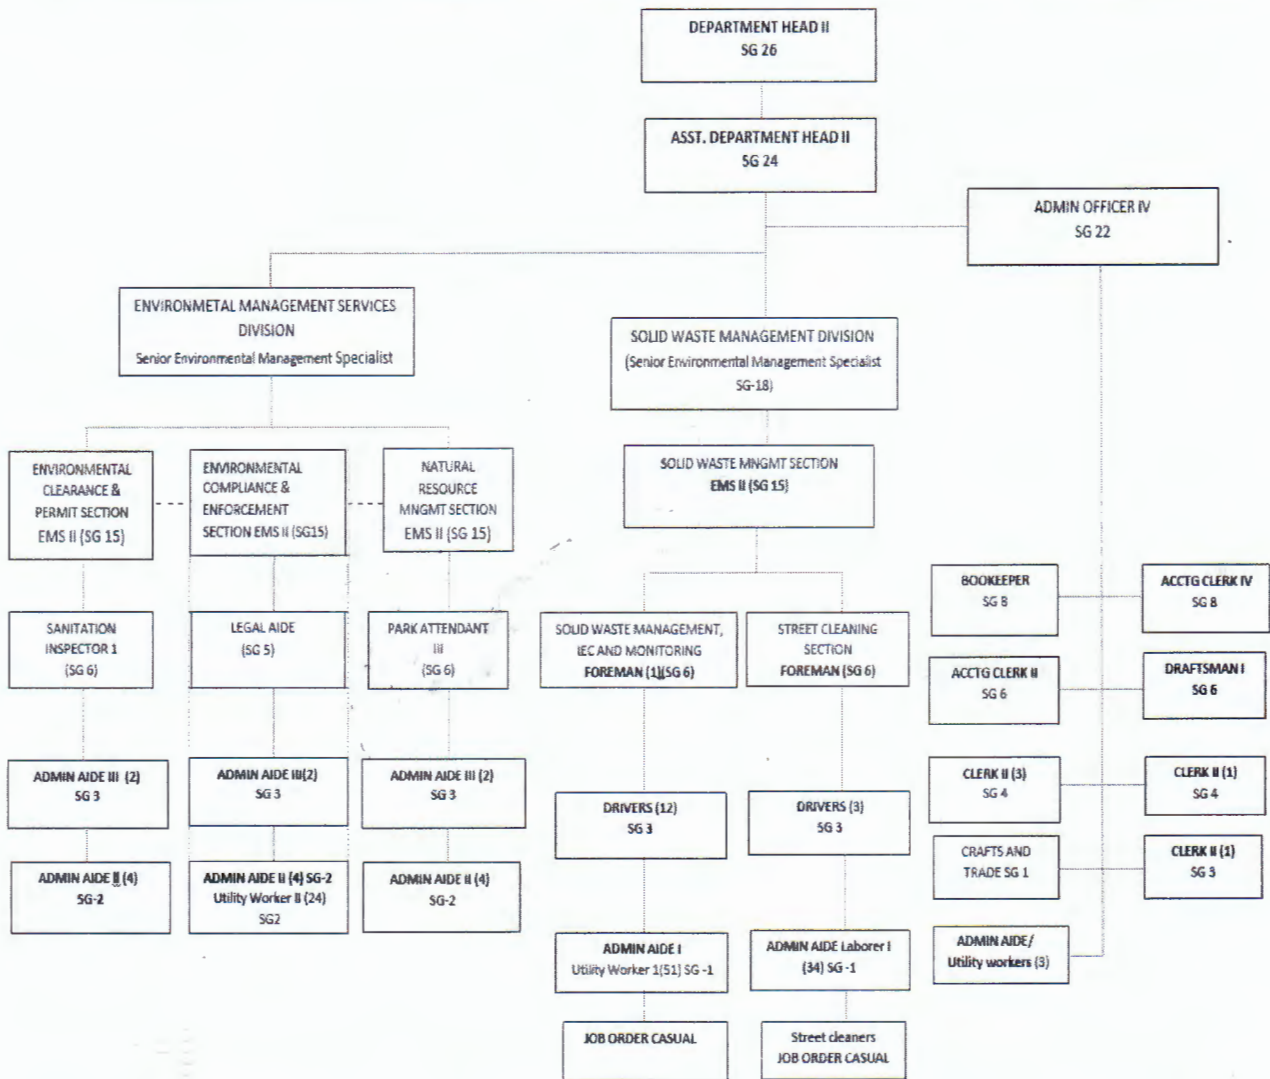 DEPARTMENT HEAD II
SG 26
ASST. DEPARTMENT HEAD II
SG 24
ADMIN OFFICER IV
SG 22
ENVIRONMETAL MANAGEMENT SERVICES
DIVISION
Senior Environmental Management Specialist
SOLID WASTE MANAGEMENT DIVISION
(Senior Environmental Management Specialist
SG-18)
ENVIRONMENTAL
CLEARANCE &
PERMIT SECTION
EMS II (SG 15)
ENVIRONMENTAL
COMPLIANCE &
ENFORCEMENT
SECTION EMS II (SG15)
NATURAL
RESOURCE
MNGMT SECTION
EMS II (SG 15)
SOLID WASTE MNGMT SECTION
EMS II (SG 15)
SANITATION
INSPECTOR 1
(SG 6)
LEGAL AIDE
(SG 5)
PARK ATTENDANT
III
(SG 6)
SOLID WASTE MANAGEMENT,
IEC AND MONITORING
FOREMAN (1)(SG 6)
STREET CLEANING
SECTION
FOREMAN (SG 6)
BOOKEEPER
SG 8
ACCTG CLERK IV
SG 8
ACCTG CLERK II
SG 6
DRAFTSMAN I
SG 6
ADMIN AIDE III (2)
SG 3
ADMIN AIDE III(2)
SG 3
ADMIN AIDE III (2)
SG 3
DRIVERS (12)
SG 3
DRIVERS (3)
SG 3
CLERK II (3)
SG 4
CLERK II (1)
SG 4
CRAFTS AND
TRADE SG 1
CLERK II (1)
SG 3
ADMIN AIDE II (4)
SG-2
ADMIN AIDE II (4) SG-2
Utility Worker II (24)
SG2
ADMIN AIDE II (4)
SG-2
ADMIN AIDE I
Utility Worker 1(51) SG -1
ADMIN AIDE Laborer I
(34) SG -1
ADMIN AIDE/
Utility workers (3)
JOB ORDER CASUAL
Street cleaners
JOB ORDER CASUAL